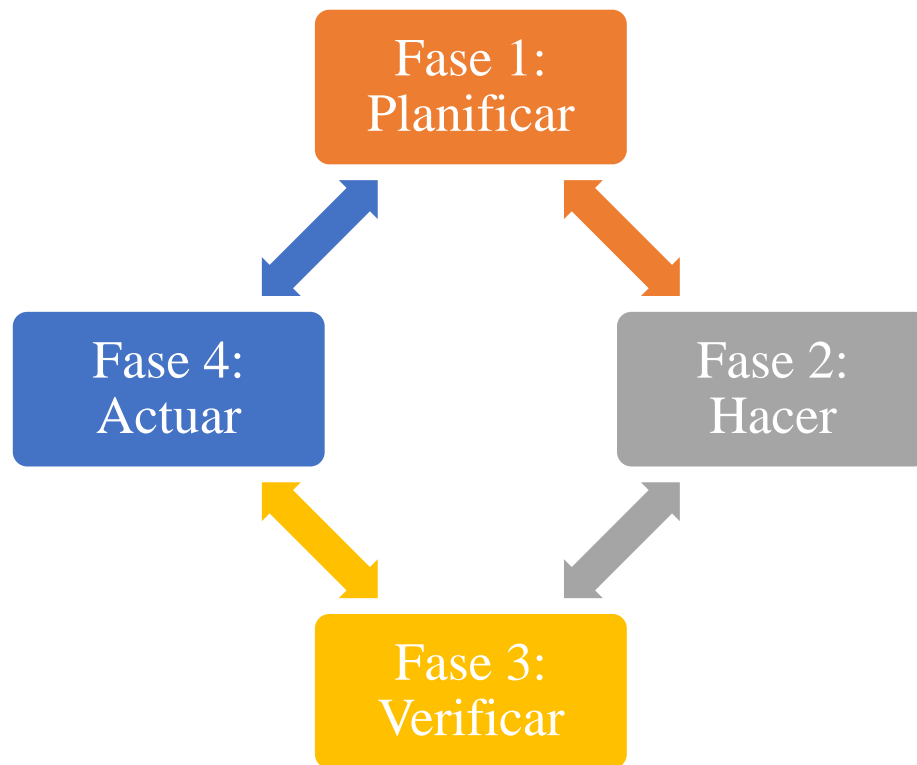 Fase 1:
Planificar
Fase 2:
Hacer
Fase 3:
Verificar
Fase 4:
Actuar